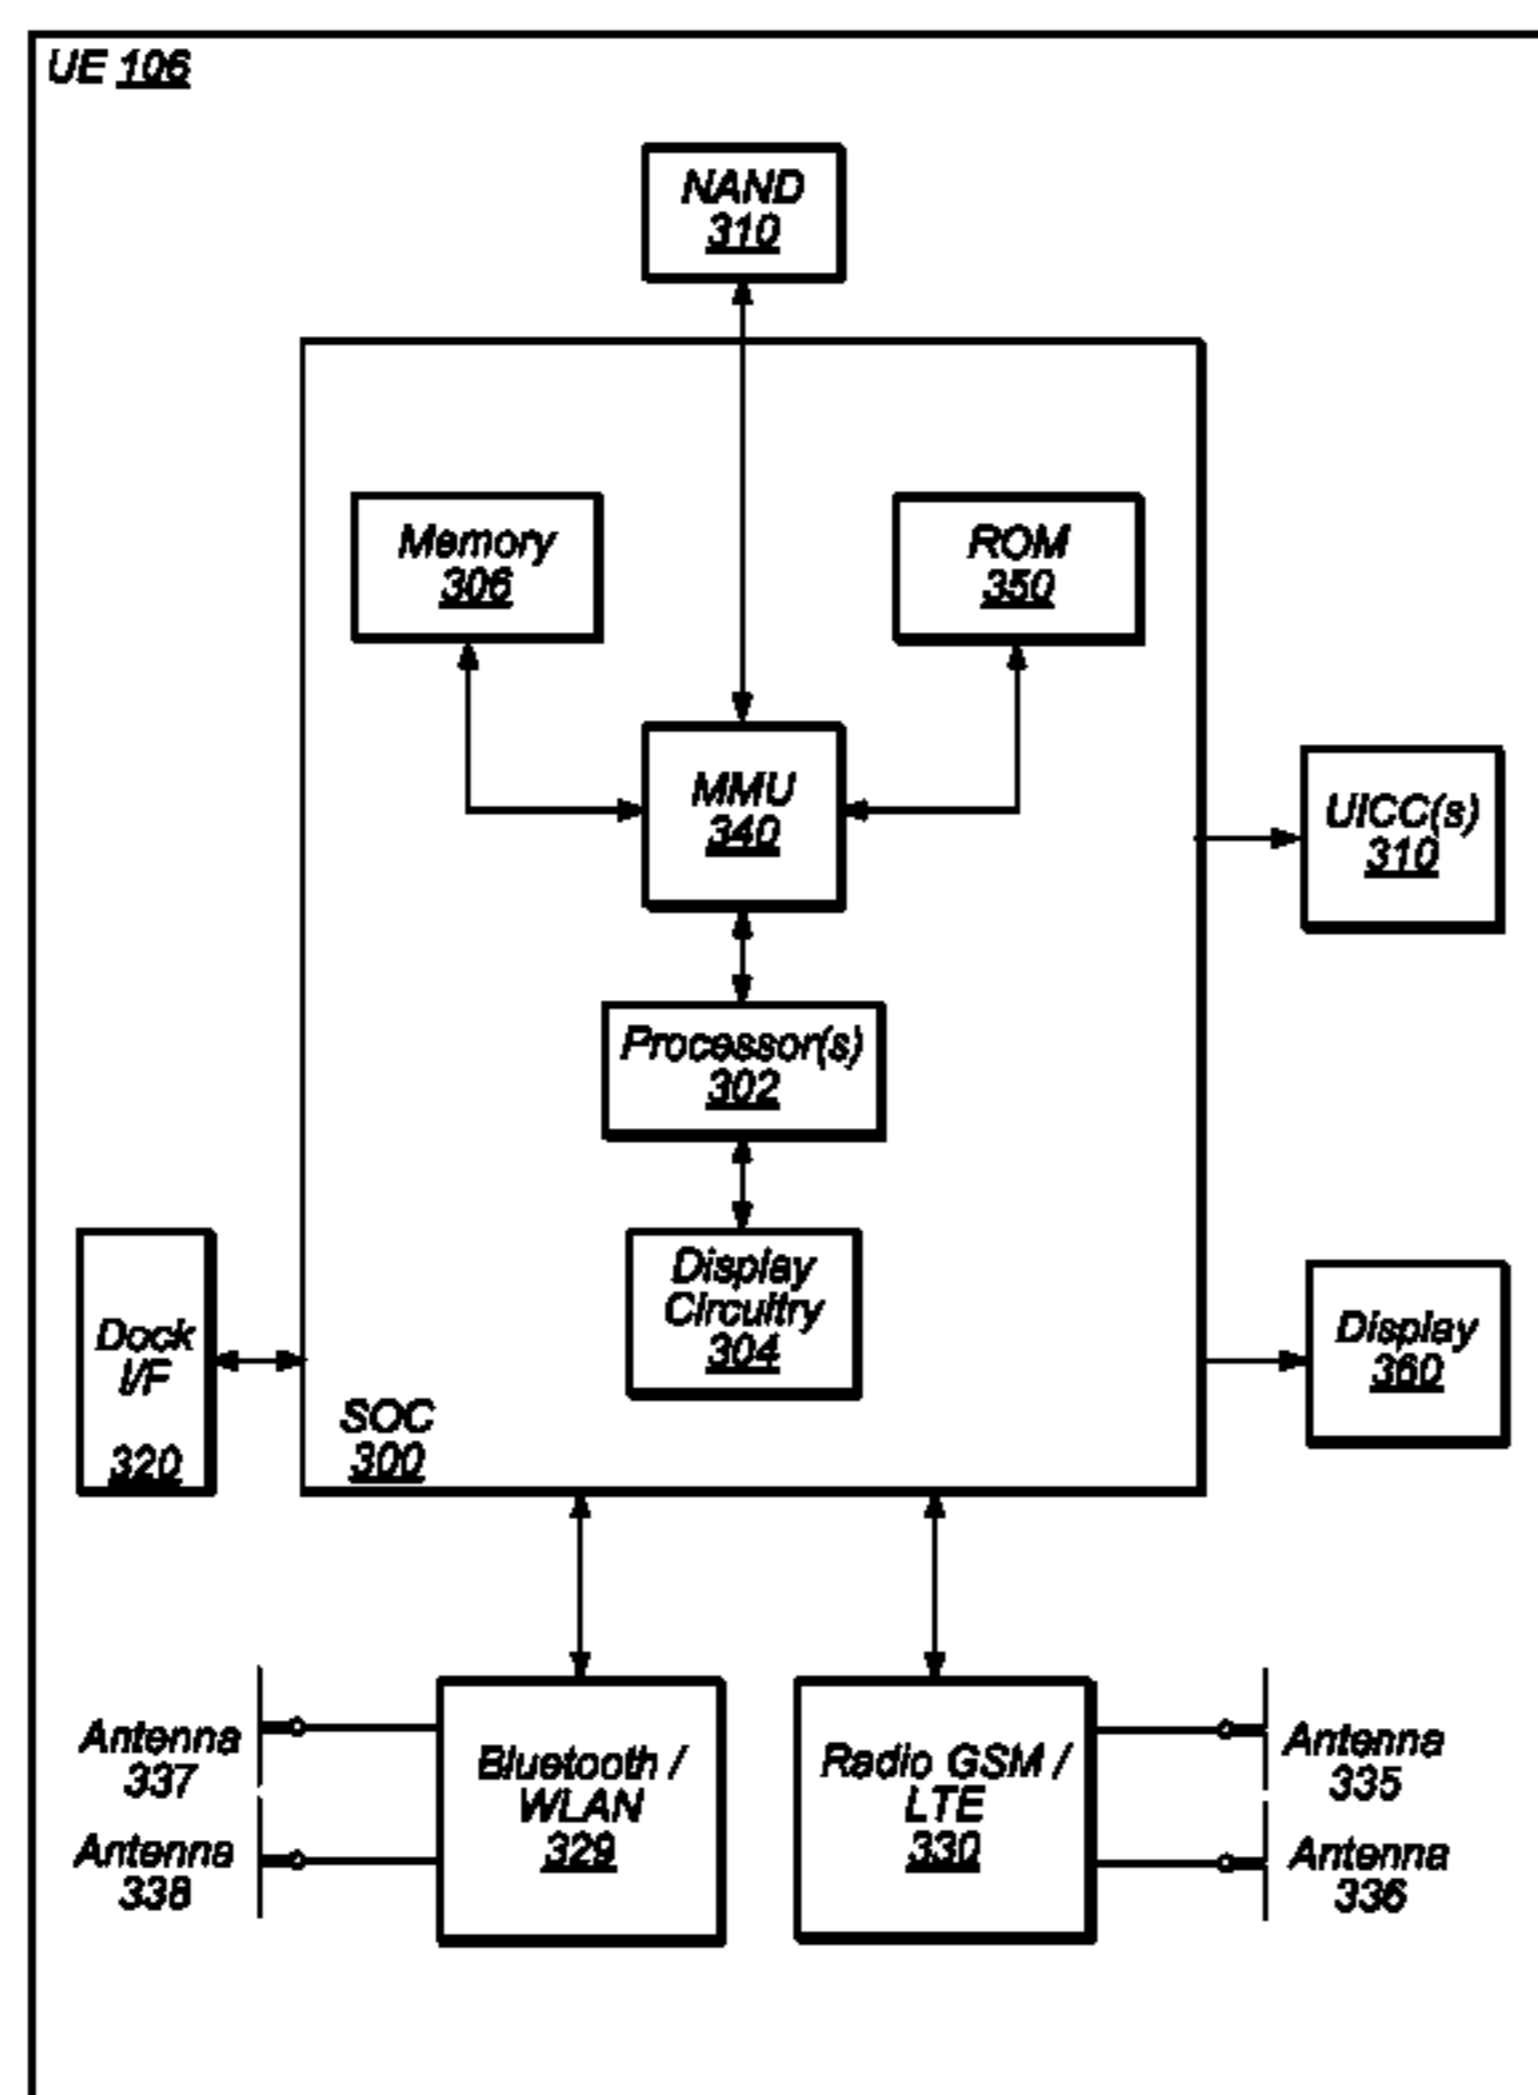 UE 106
NAND
310
Memory
306
ROM
350
MMU
340
UICC(s)
310
Processor(s)
302
Display
Circuitry
304
Dock
I/F
320
Display
360
SOC
300
Antenna
337
Antenna
338
Bluetooth /
WLAN
329
Radio GSM /
LTE
330
Antenna
335
Antenna
336